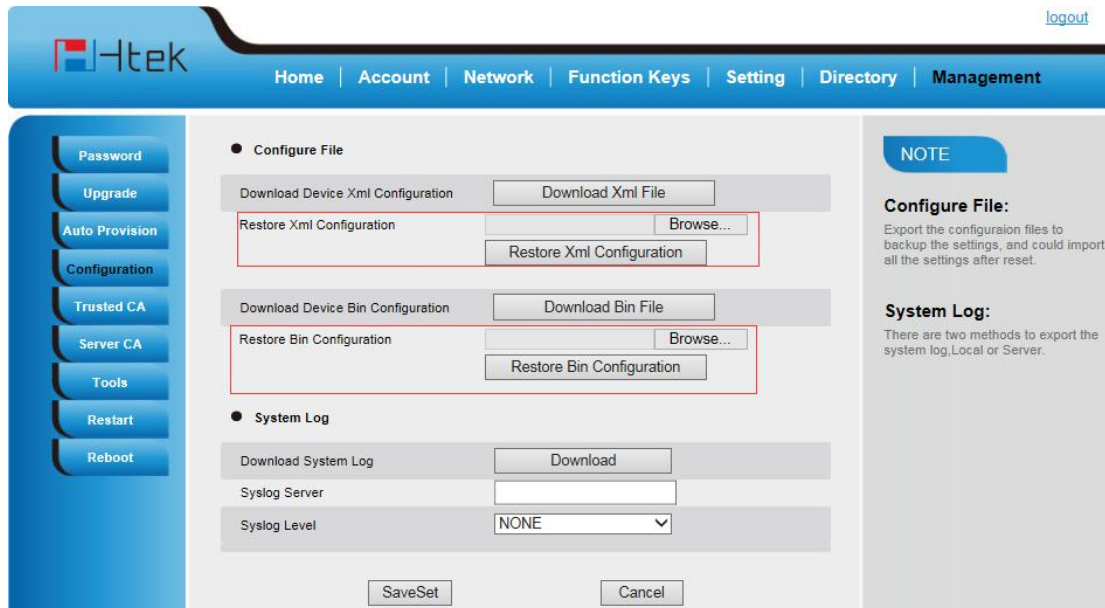 logout
Htek
Home | Account | Network | Function Keys | Setting | Directory | Management
Password
Upgrade
Auto Provision
Configuration
Trusted CA
Server CA
Tools
Restart
Reboot
Configure File
Download Device Xml Configuration Download Xml File
Restore Xml Configuration Browse...
Restore Xml Configuration
Download Device Bin Configuration Download Bin File
Restore Bin Configuration Browse...
Restore Bin Configuration
System Log
Download System Log Download
Syslog Server
Syslog Level NONE
SaveSet Cancel
NOTE
Configure File:
Export the configuraion files to
backup the settings, and could import
all the settings after reset.
System Log:
There are two methods to export the
system log,Local or Server.